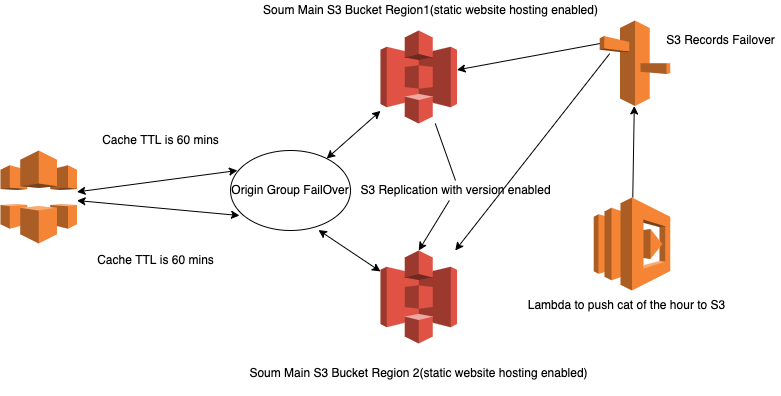 Soum Main S3 Bucket Region1(static website hosting enabled)
S3 Records Failover
Cache TTL is 60 mins
Origin Group FailOver
S3 Replication with version enabled
Cache TTL is 60 mins
Lambda to push cat of the hour to S3
Soum Main S3 Bucket Region 2(static website hosting enabled)